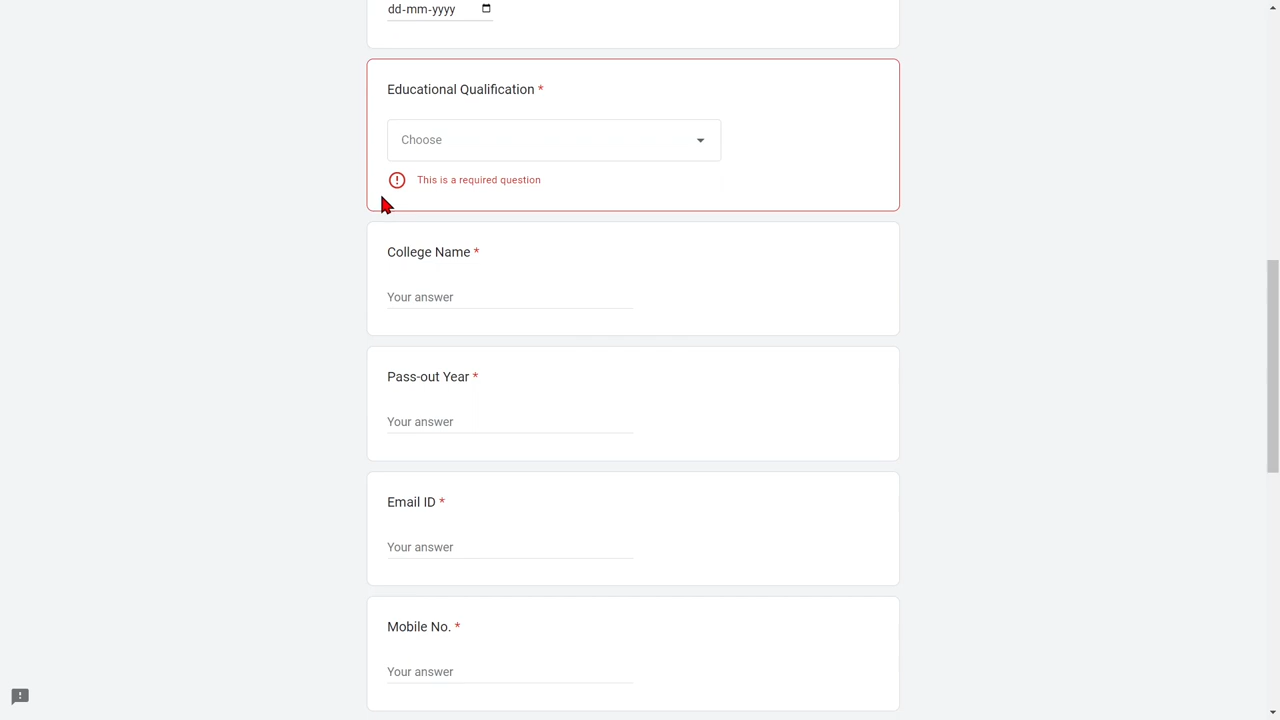 dd-mm-yyyy
Educational Qualification *
Choose
This is a required question
College Name *
Your answer
Pass-out Year *
Your answer
Email ID *
Your answer
Mobile No. *
Your answer